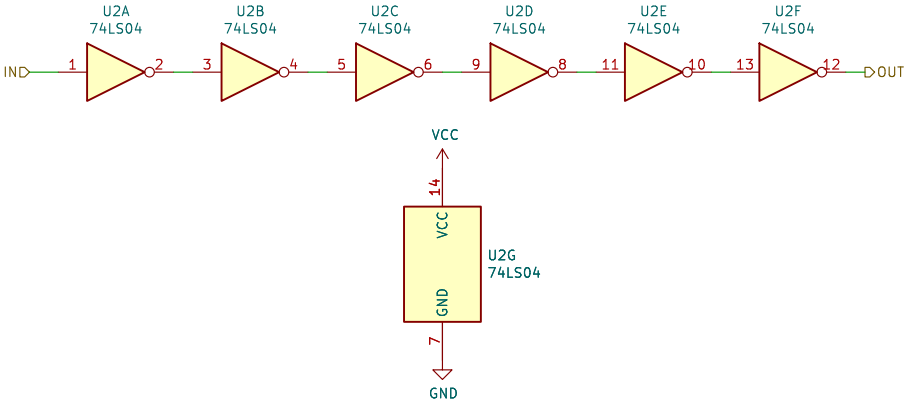 U2A U2B U2C U2D U2E U2F
74LS04 74LS04 74LS04 74LS04 74LS04 74LS04
IN 1 2 3 4 5 6 9 8 11 10 13 12 OUT
VCC
14
VCC
U2G
74LS04
GND
7
GND